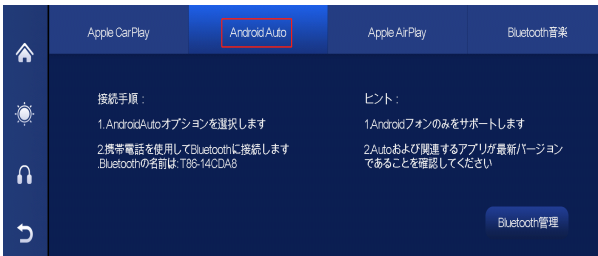 Apple CarPlay
Android Auto
Apple AirPlay
Bluetooth音楽
接続手順：
1. AndroidAutoオプションを選択します
2.携帯電話を使用してBluetoothに接続します
.Bluetoothの名前は: T86-14CDA8
ヒント：
1.Androidフォンのみをサポートします
2.Autoおよび関連するアプリが最新バージョン
であることを確認してください
Bluetooth管理